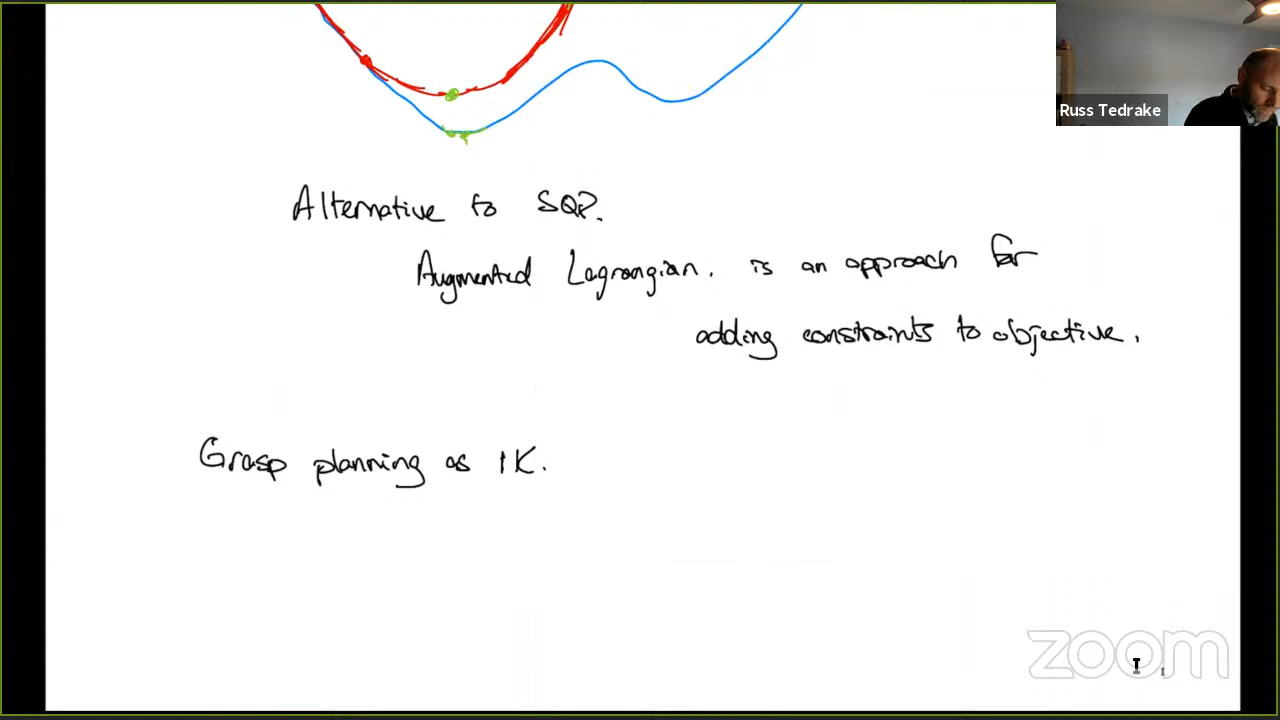 Russ Tedrake
Alternative to SQP.
Augmented Lagrangian. is an approach for
adding constraints to objective.
Grasp planning as IK.
zoom